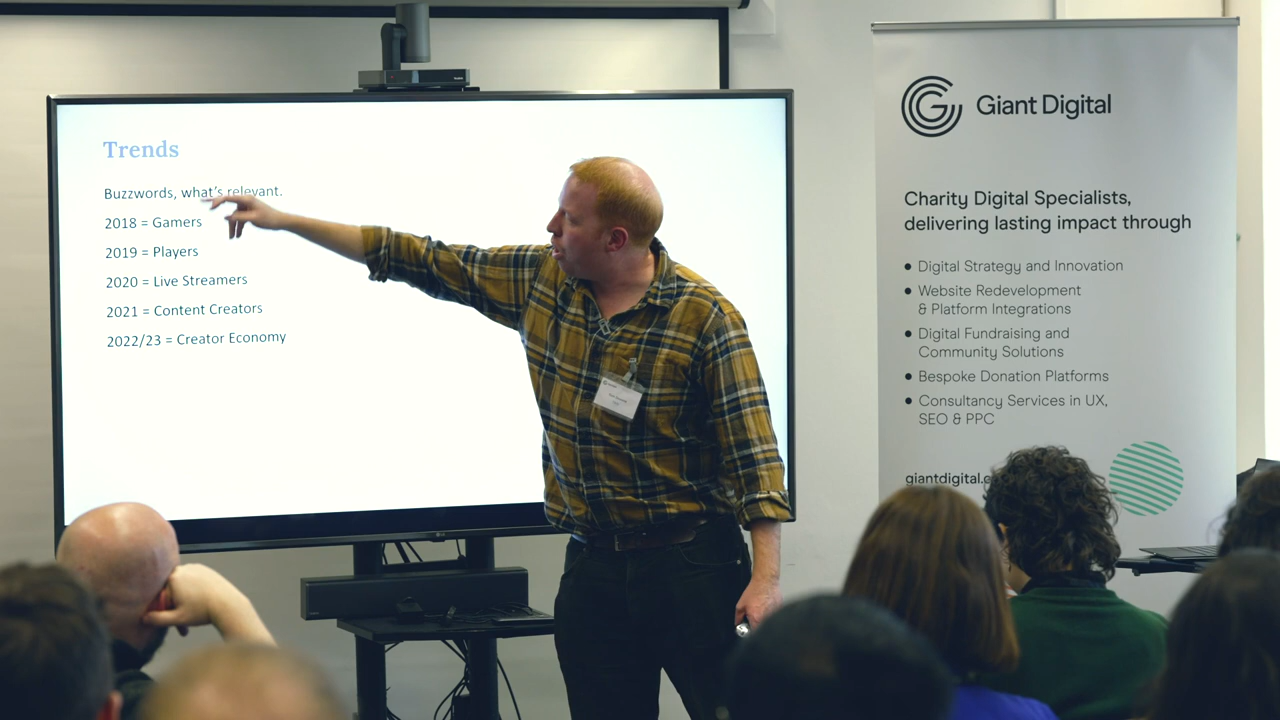 Trends
Buzzwords, what's relevant.
2018 = Gamers
2019 = Players
2020 = Live Streamers
2021 = Content Creators
2022/23 = Creator Economy
Giant Digital
Charity Digital Specialists,
delivering lasting impact through
• Digital Strategy and Innovation
• Website Redevelopment
& Platform Integrations
• Digital Fundraising and
Community Solutions
• Bespoke Donation Platforms
• Consultancy Services in UX,
SEO & PPC
giantdigital.